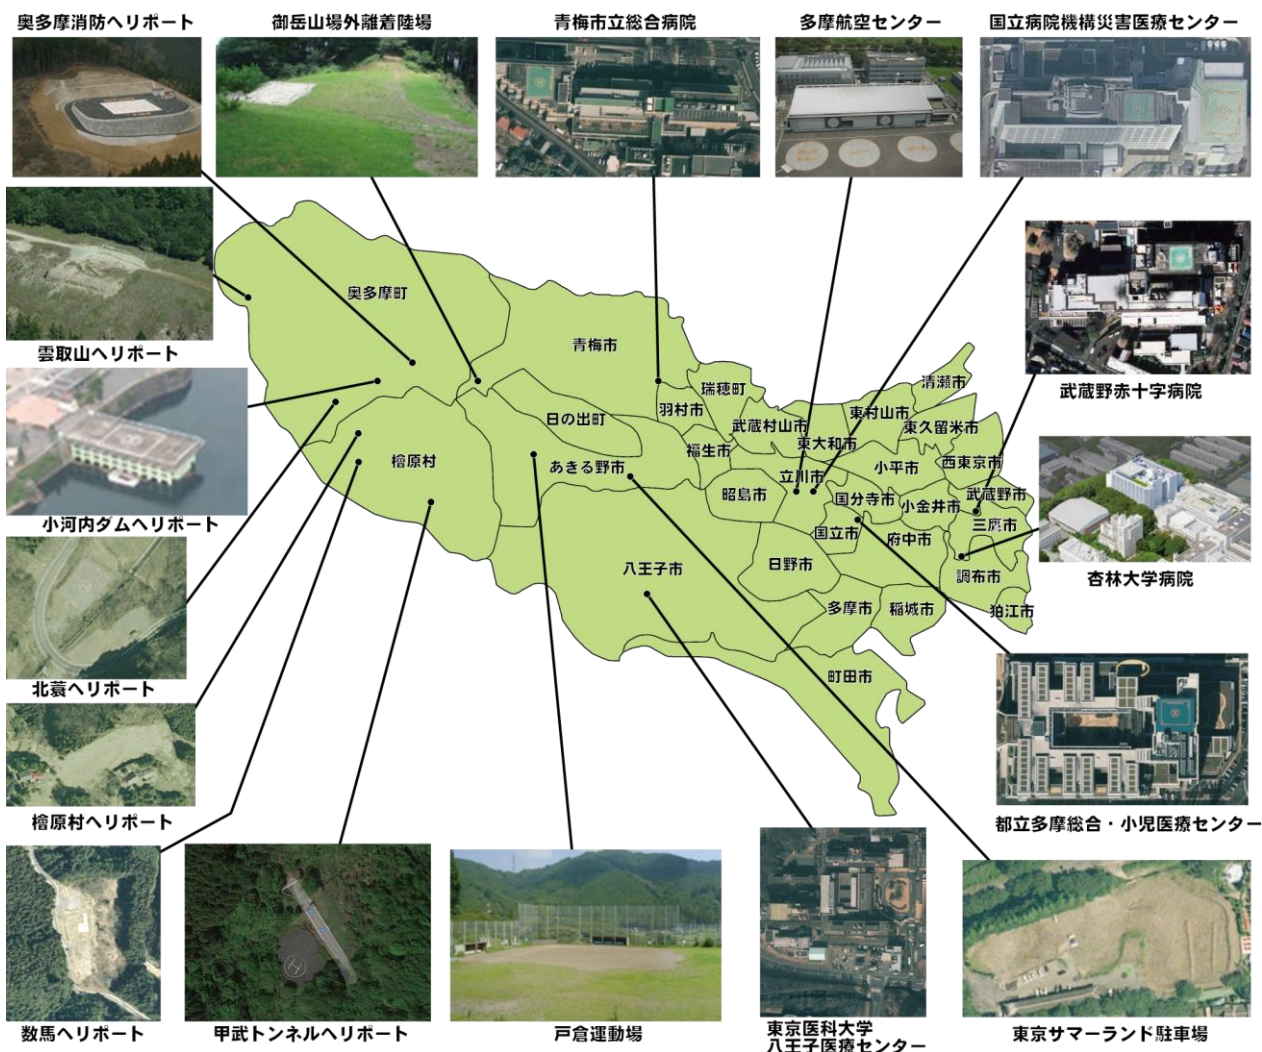 奥多摩消防ヘリポート
御岳山場外離着陸場
青梅市立総合病院
多摩航空センター
国立病院機構災害医療センター
雲取山ヘリポート
武蔵野赤十字病院
小河内ダムヘリポート
杏林大学病院
北蓑ヘリポート
檜原村ヘリポート
都立多摩総合・小児医療センター
数馬ヘリポート
甲武トンネルヘリポート
戸倉運動場
東京医科大学
八王子医療センター
東京サマーランド駐車場
奥多摩町
青梅市
瑞穂町
羽村市
日の出町
檜原村
あきる野市
福生市
武蔵村山市
東大和市
東村山市
清瀬市
東久留米市
西東京市
小平市
立川市
昭島市
国分寺市
小金井市
武蔵野市
三鷹市
国立市
府中市
調布市
日野市
八王子市
多摩市
稲城市
狛江市
町田市